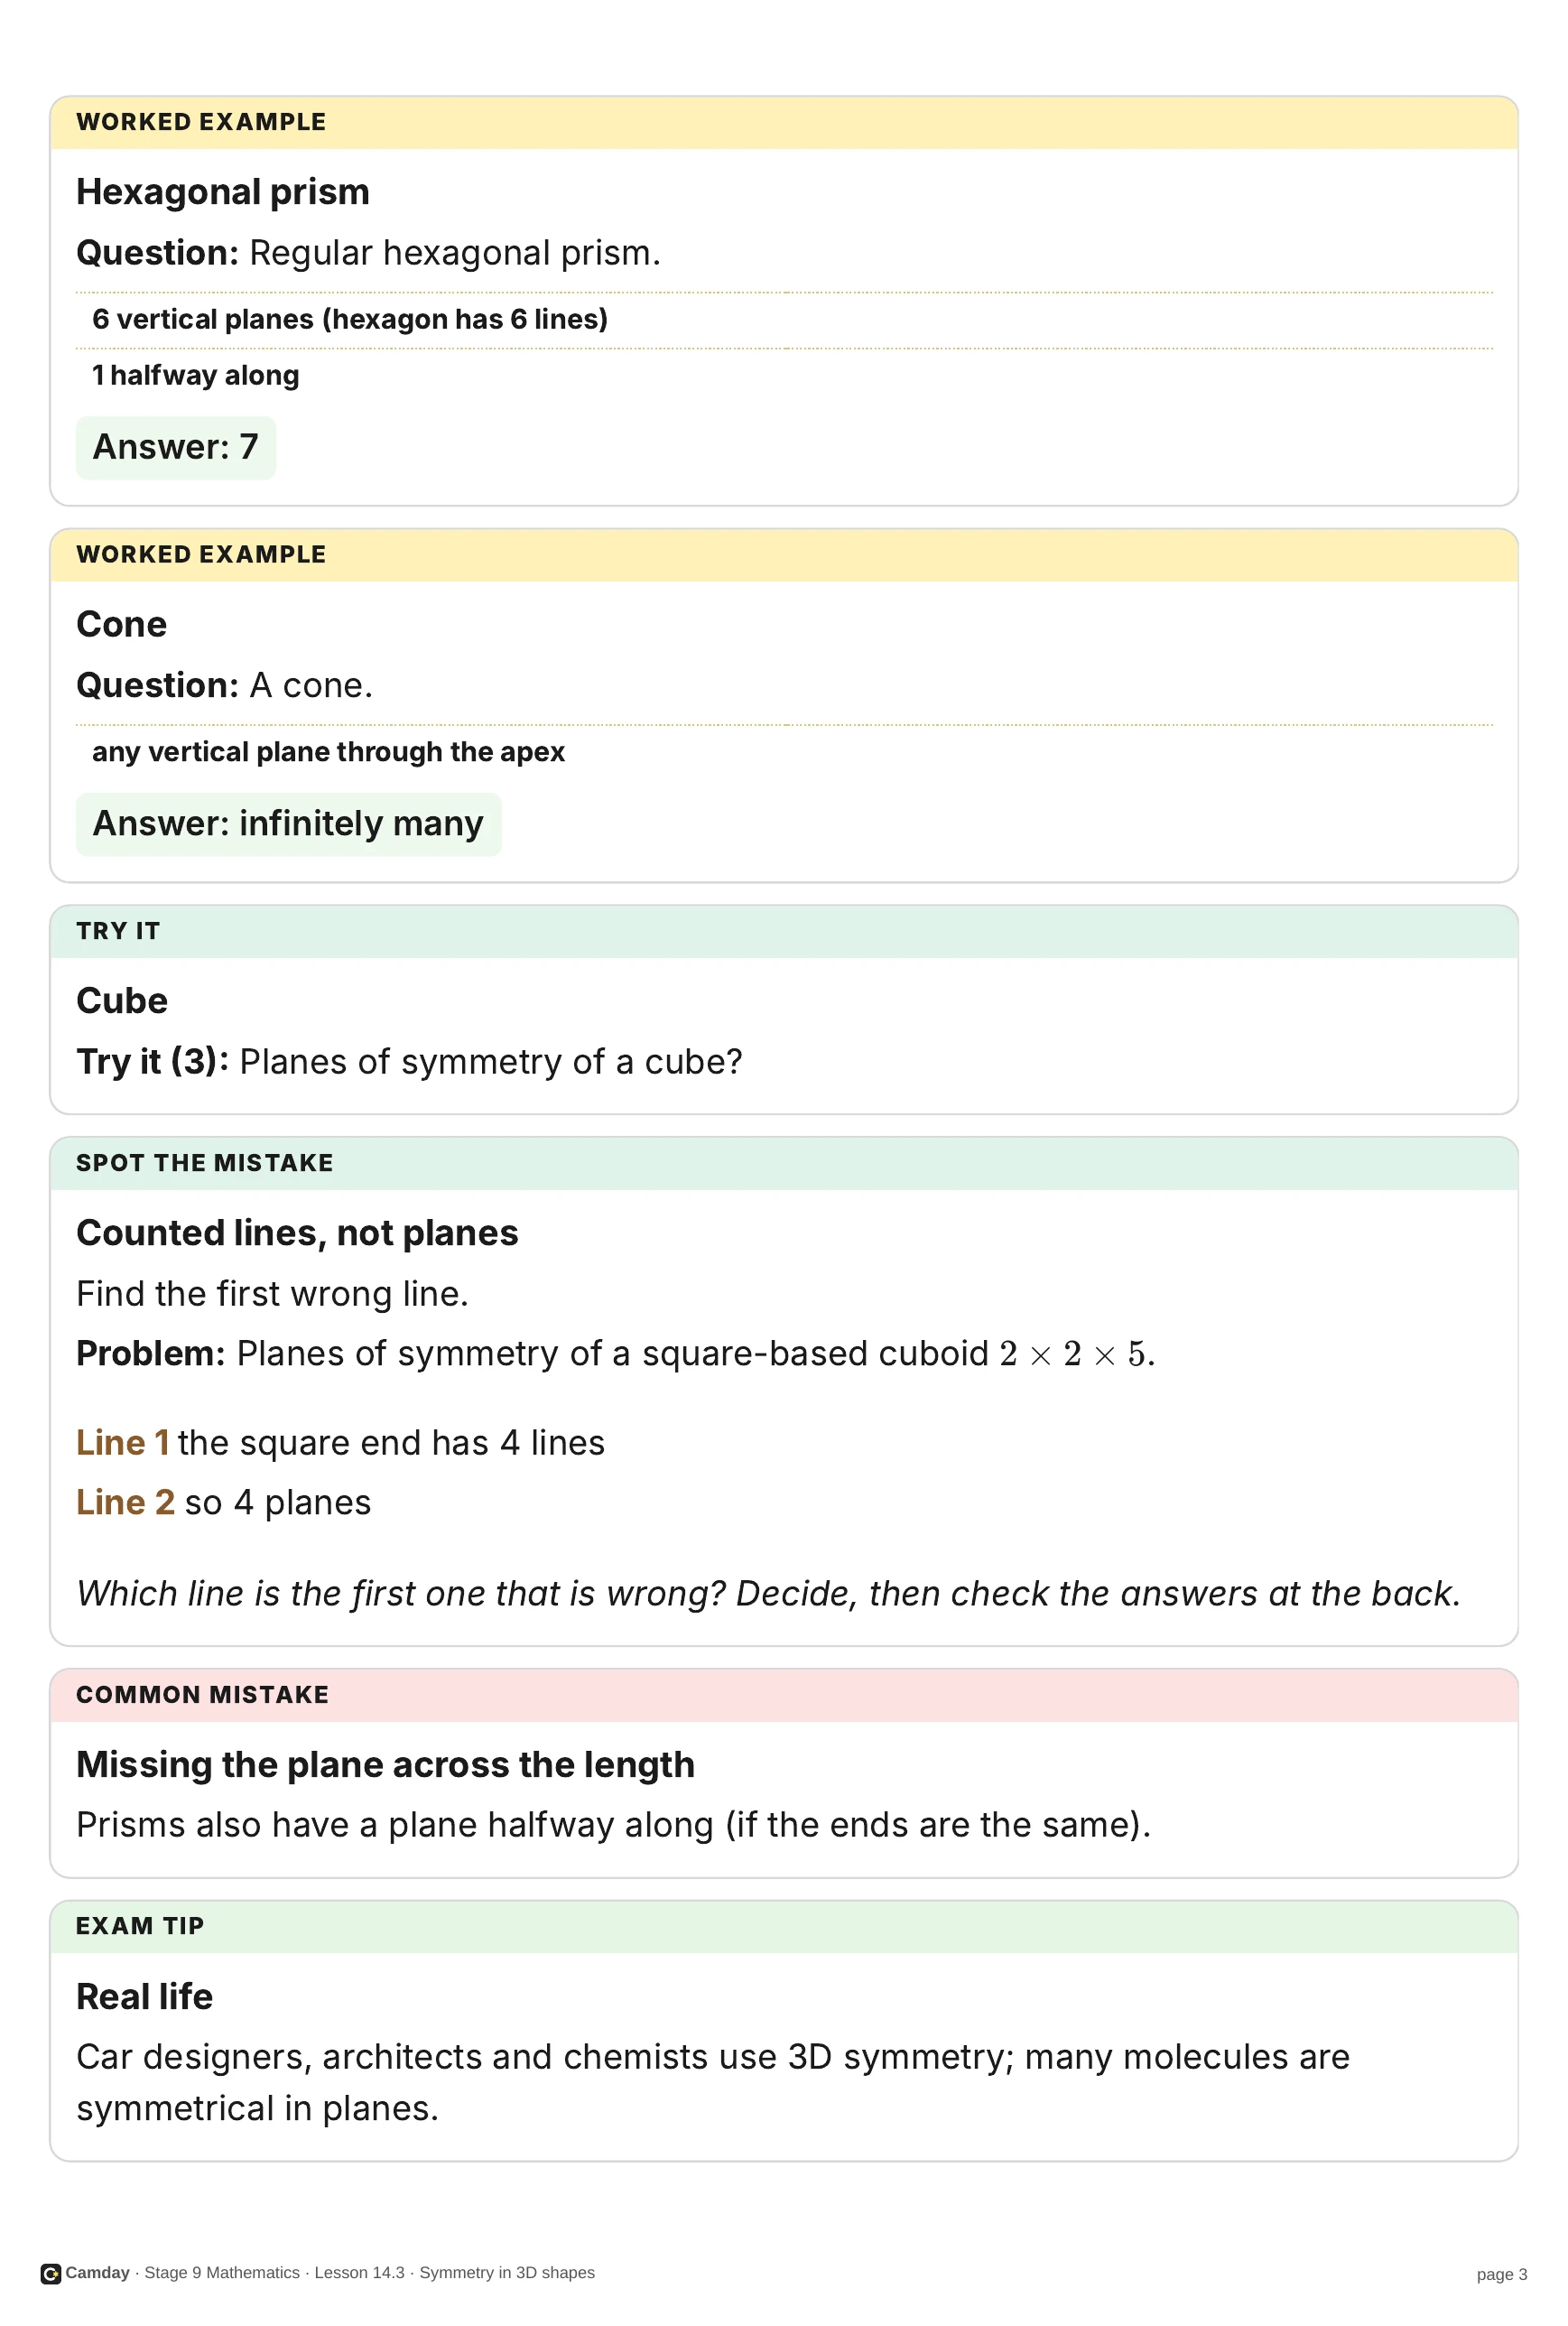 WORKED EXAMPLE
Hexagonal prism
Question: Regular hexagonal prism.
6 vertical planes (hexagon has 6 lines)
1 halfway along
Answer: 7
WORKED EXAMPLE
Cone
Question: A cone.
any vertical plane through the apex
Answer: infinitely many
TRY IT
Cube
Try it (3): Planes of symmetry of a cube?
SPOT THE MISTAKE
Counted lines, not planes
Find the first wrong line.
Problem: Planes of symmetry of a square-based cuboid 2 × 2 × 5.
Line 1 the square end has 4 lines
Line 2 so 4 planes
Which line is the first one that is wrong? Decide, then check the answers at the back.
COMMON MISTAKE
Missing the plane across the length
Prisms also have a plane halfway along (if the ends are the same).
EXAM TIP
Real life
Car designers, architects and chemists use 3D symmetry; many molecules are
symmetrical in planes.
Camday · Stage 9 Mathematics · Lesson 14.3 · Symmetry in 3D shapes
page 3